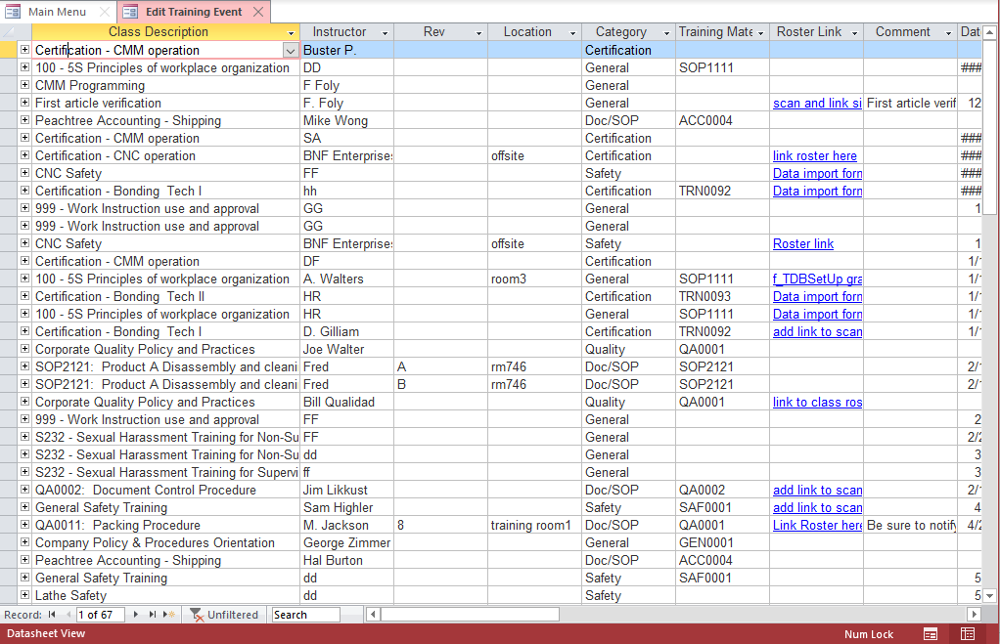 Main Menu Edit Training Event
Class Description Instructor Rev Location Category Training Mate Roster Link Comment Dat
Certification - CMM operation Buster P. Certification
100 - 5S Principles of workplace organization DD General SOP1111 ###
CMM Programming F Foly General
First article verification F. Foly General scan and link si First article verif 12
Peachtree Accounting - Shipping Mike Wong Doc/SOP ACC0004
Certification - CMM operation SA Certification ###
Certification - CNC operation BNF Enterprise offsite Certification link roster here ###
CNC Safety FF Safety Data import forn ###
Certification - Bonding Tech I hh Certification TRN0092 Data import forn ###
999 - Work Instruction use and approval GG General 1
999 - Work Instruction use and approval GG General
CNC Safety BNF Enterprise offsite Safety Roster link 1
Certification - CMM operation DF Certification 1/1
100 - 5S Principles of workplace organization A. Walters room3 General SOP1111 f_TDBSetUp gra 1/1
Certification - Bonding Tech II HR Certification TRN0093 Data import forn 1/1
100 - 5S Principles of workplace organization HR General SOP1111 Data import forn 1/1
Certification - Bonding Tech I D. Gilliam Certification TRN0092 add link to scan 1/1
Corporate Quality Policy and Practices Joe Walter Quality QA0001
SOP2121: Product A Disassembly and cleani Fred A rm746 Doc/SOP SOP2121 2/1
SOP2121: Product A Disassembly and cleani Fred B rm746 Doc/SOP SOP2121 2/1
Corporate Quality Policy and Practices Bill Qualidad Quality QA0001 link to class ros
999 - Work Instruction use and approval FF General 2
S232 - Sexual Harassment Training for Non-Su FF General 2/2
S232 - Sexual Harassment Training for Non-Su dd General 3
S232 - Sexual Harassment Training for Supervi ff General 3
QA0002: Document Control Procedure Jim Likkust Doc/SOP QA0002 add link to scan 2/1
General Safety Training Sam Highler Safety SAF0001 add link to scan 4
QA0011: Packing Procedure M. Jackson 8 training room1 Doc/SOP QA0001 Link Roster here Be sure to notify 4/2
Company Policy & Procedures Orientation George Zimmer General GEN0001
Peachtree Accounting - Shipping Hal Burton Doc/SOP ACC0004
General Safety Training dd Safety SAF0001 5
Lathe Safety dd Safety 5
Record: 1 of 67 Unfiltered Search
Datasheet View Num Lock